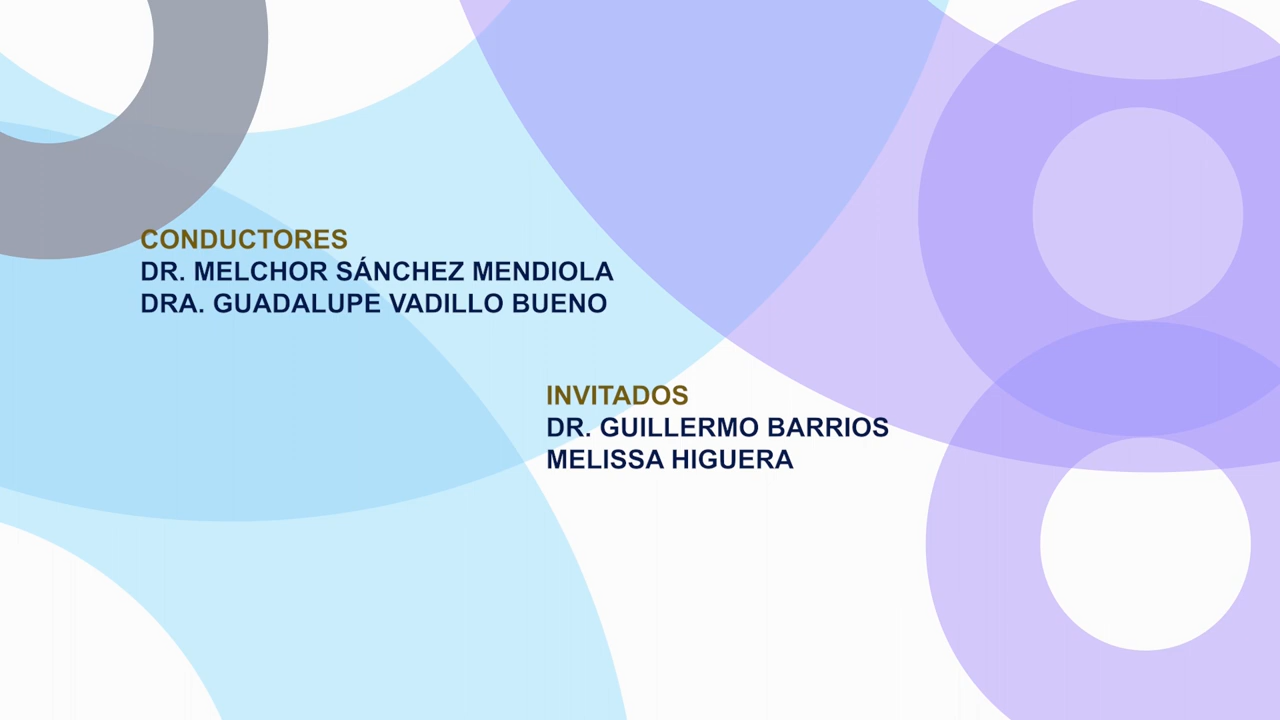 CONDUCTORES
DR. MELCHOR SÁNCHEZ MENDIOLA
DRA. GUADALUPE VADILLO BUENO
INVITADOS
DR. GUILLERMO BARRIOS
MELISSA HIGUERA